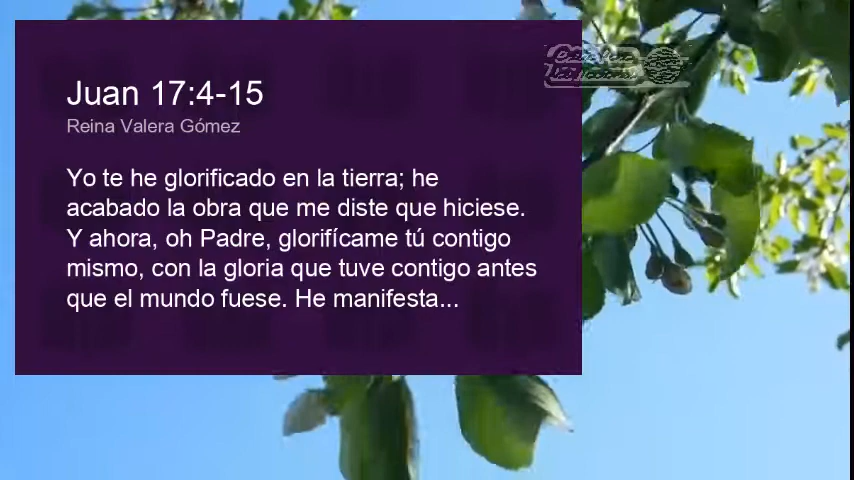 Juan 17:4-15
Reina Valera Gómez
Yo te he glorificado en la tierra; he
acabado la obra que me diste que hiciese.
Y ahora, oh Padre, glorifícame tú contigo
mismo, con la gloria que tuve contigo antes
que el mundo fuese. He manifesta...